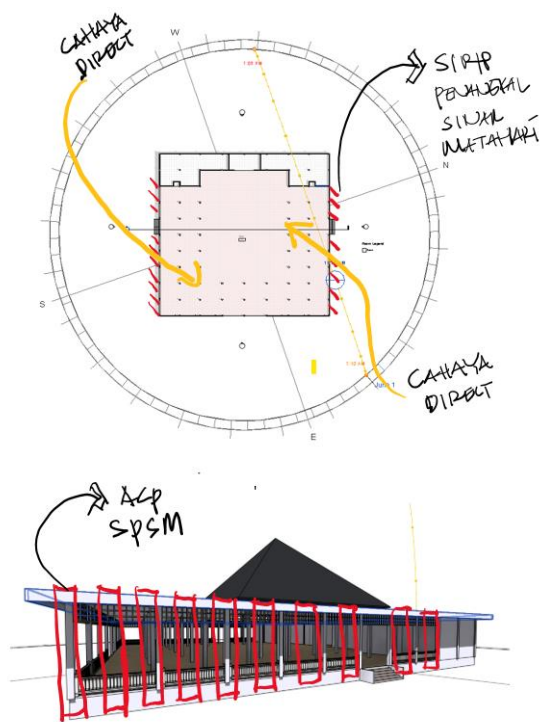 CAHAYA
DIRECT
W
SIRIP
PENANGKAL
SINAR
MATAHARI
N
S
E
CAHAYA
DIRECT
ACP
SPSM